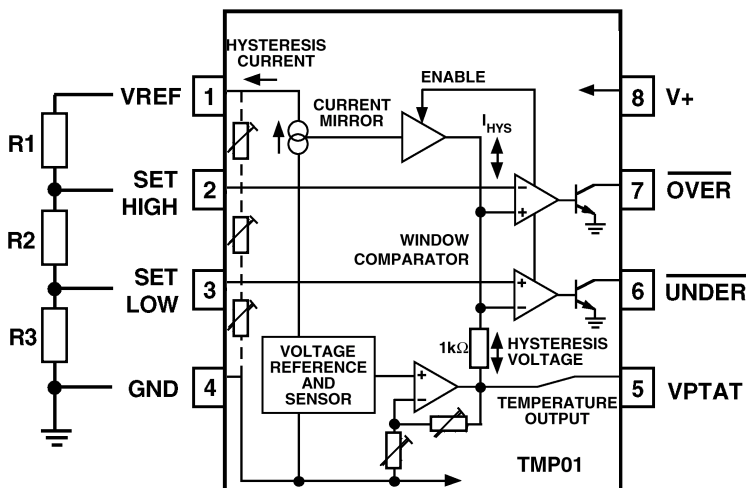 HYSTERESIS
CURRENT
VREF
1
ENABLE
8
V+
CURRENT
MIRROR
IHYS
R1
SET
HIGH
2
7
OVER
R2
WINDOW
COMPARATOR
SET
LOW
3
6
UNDER
R3
1kΩ
HYSTERESIS
VOLTAGE
VOLTAGE
REFERENCE
AND
SENSOR
GND
4
5
VPTAT
TEMPERATURE
OUTPUT
TMP01